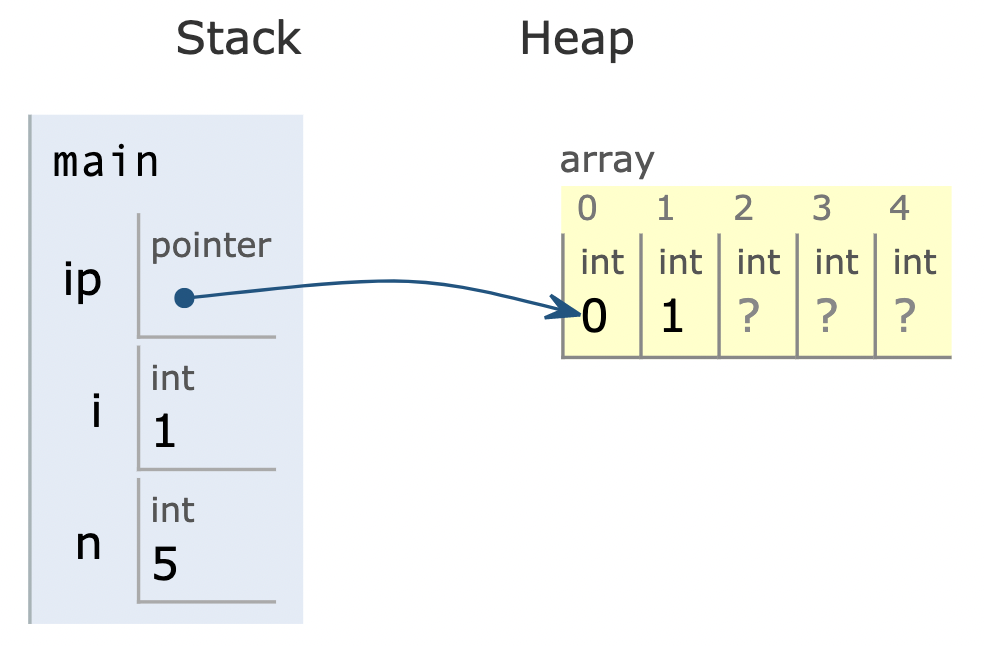 Stack Heap
main
array
0 1 2 3 4
pointer
int int int int int
ip
0 1 ? ? ?
int
i
1
int
n
5